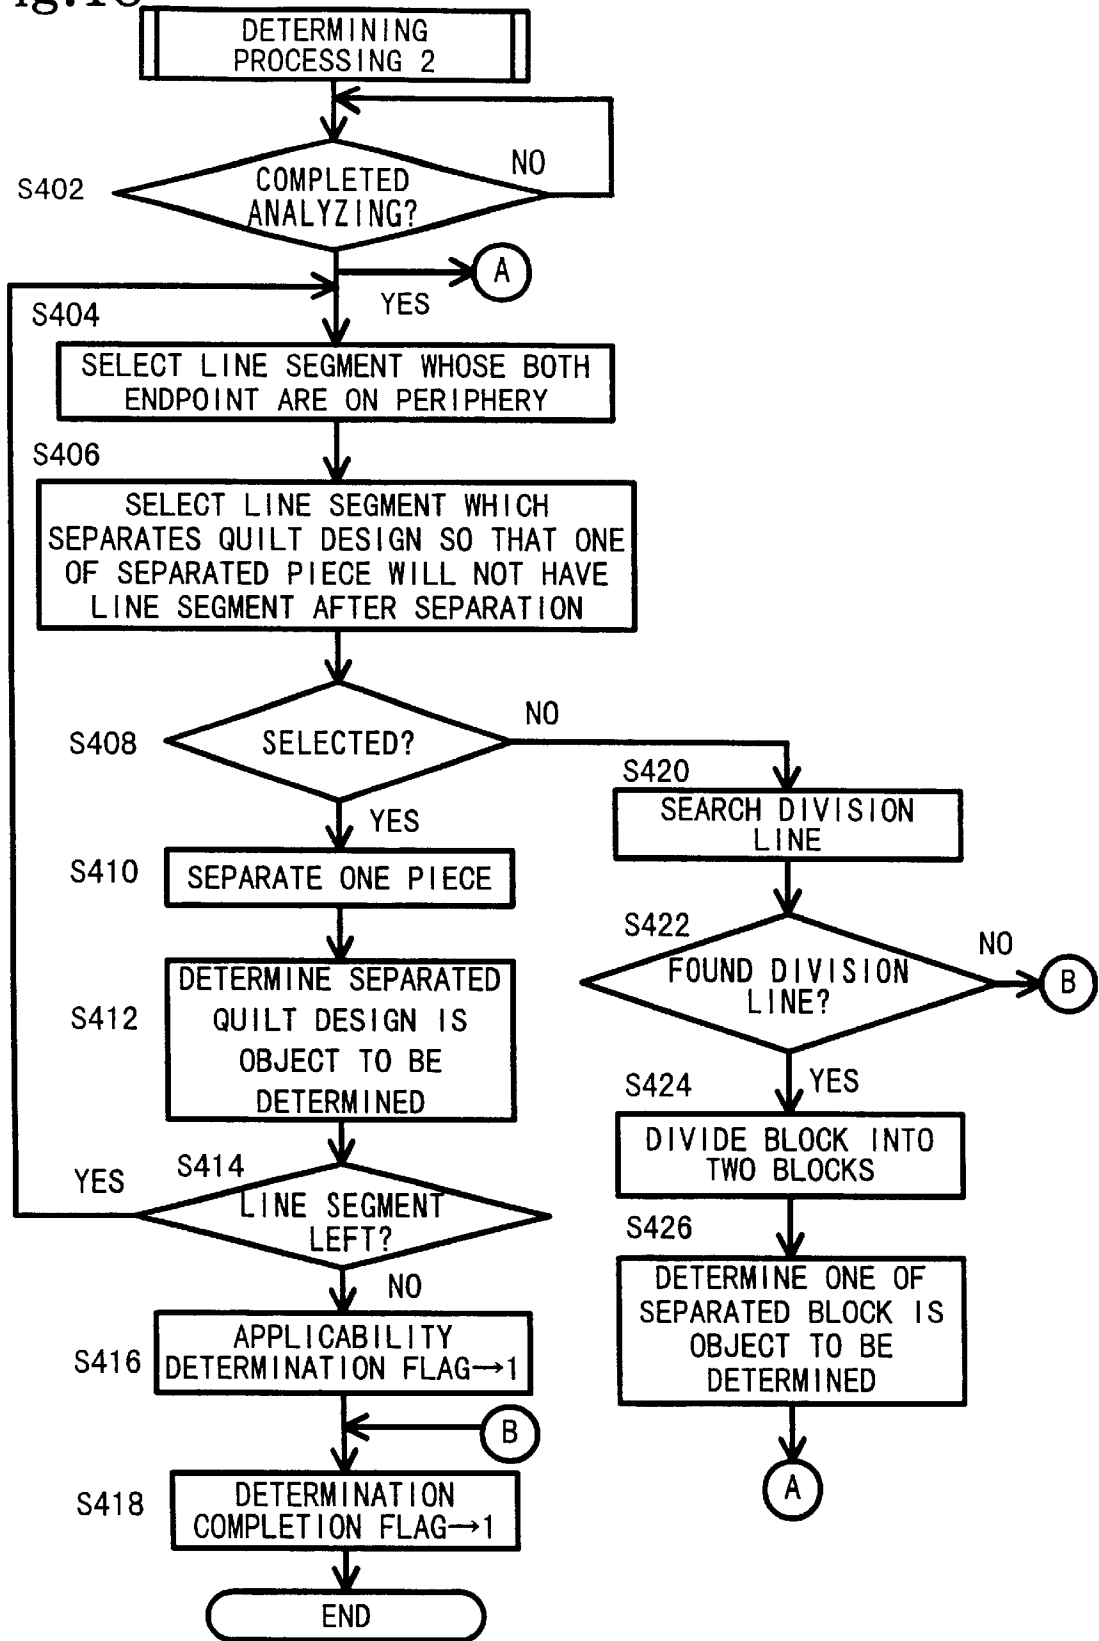 DETERMINING
PROCESSING 2
S402
COMPLETED
ANALYZING?
NO
A
YES
S404
SELECT LINE SEGMENT WHOSE BOTH
ENDPOINT ARE ON PERIPHERY
S406
SELECT LINE SEGMENT WHICH
SEPARATES QUILT DESIGN SO THAT ONE
OF SEPARATED PIECE WILL NOT HAVE
LINE SEGMENT AFTER SEPARATION
S408
SELECTED?
NO
YES
S410
SEPARATE ONE PIECE
S412
DETERMINE SEPARATED
QUILT DESIGN IS
OBJECT TO BE
DETERMINED
S414
YES
LINE SEGMENT
LEFT?
NO
S416
APPLICABILITY
DETERMINATION FLAG→1
B
S418
DETERMINATION
COMPLETION FLAG→1
END
S420
SEARCH DIVISION
LINE
S422
FOUND DIVISION
LINE?
NO
B
YES
S424
DIVIDE BLOCK INTO
TWO BLOCKS
S426
DETERMINE ONE OF
SEPARATED BLOCK IS
OBJECT TO BE
DETERMINED
A